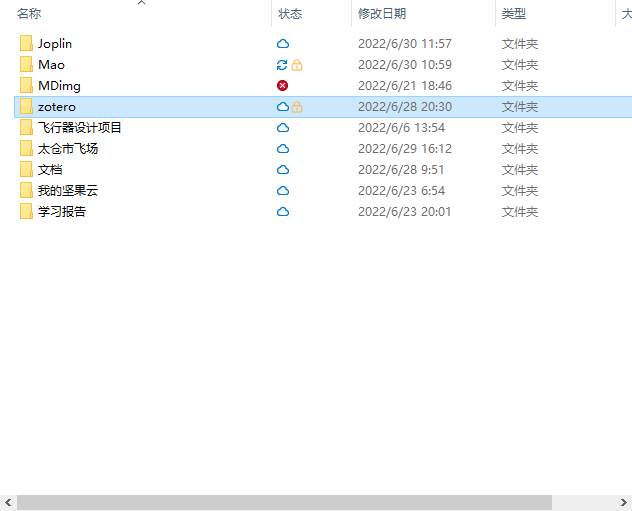 名称 状态 修改日期 类型 大
Joplin 2022/6/30 11:57 文件夹
Mao 2022/6/30 10:59 文件夹
MDimg 2022/6/21 18:46 文件夹
zotero 2022/6/28 20:30 文件夹
飞行器设计项目 2022/6/6 13:54 文件夹
太仓市飞场 2022/6/29 16:12 文件夹
文档 2022/6/28 9:51 文件夹
我的坚果云 2022/6/23 6:54 文件夹
学习报告 2022/6/23 20:01 文件夹